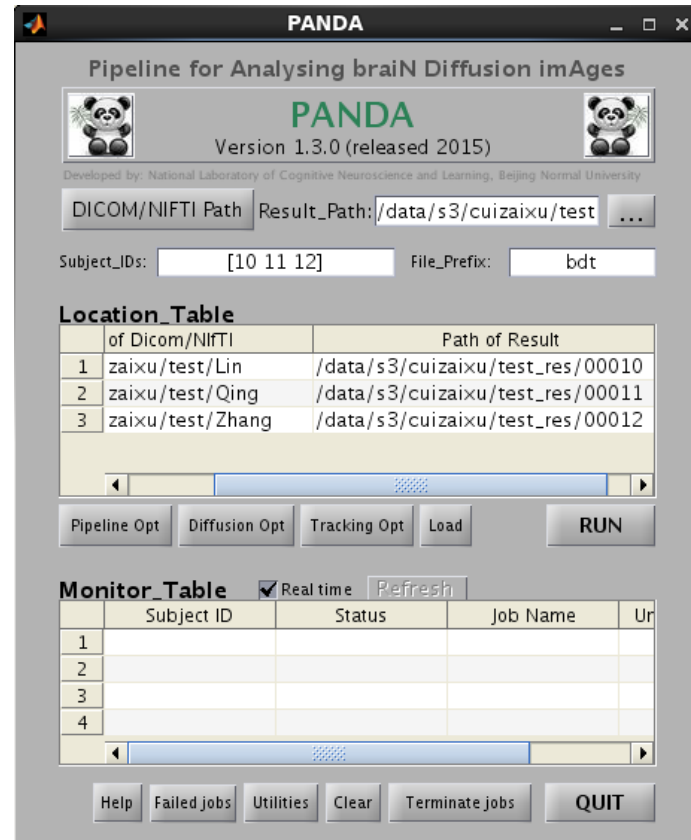 PANDA
Pipeline for Analysing braiN Diffusion imAges
PANDA
Version 1.3.0 (released 2015)
Developed by: National Laboratory of Cognitive Neuroscience and Learning, Beijing Normal University
DICOM/NIFTI Path Result_Path: /data/s3/cuizaixu/test ...
Subject_IDs: [10 11 12] File_Prefix: bdt
Location_Table
of Dicom/NIfTI Path of Result
1 zaixu/test/Lin /data/s3/cuizaixu/test_res/00010
2 zaixu/test/Qing /data/s3/cuizaixu/test_res/00011
3 zaixu/test/Zhang /data/s3/cuizaixu/test_res/00012
Pipeline Opt Diffusion Opt Tracking Opt Load RUN
Monitor_Table Real time Refresh
Subject ID Status Job Name Ur
1
2
3
4
Help Failed jobs Utilities Clear Terminate jobs QUIT